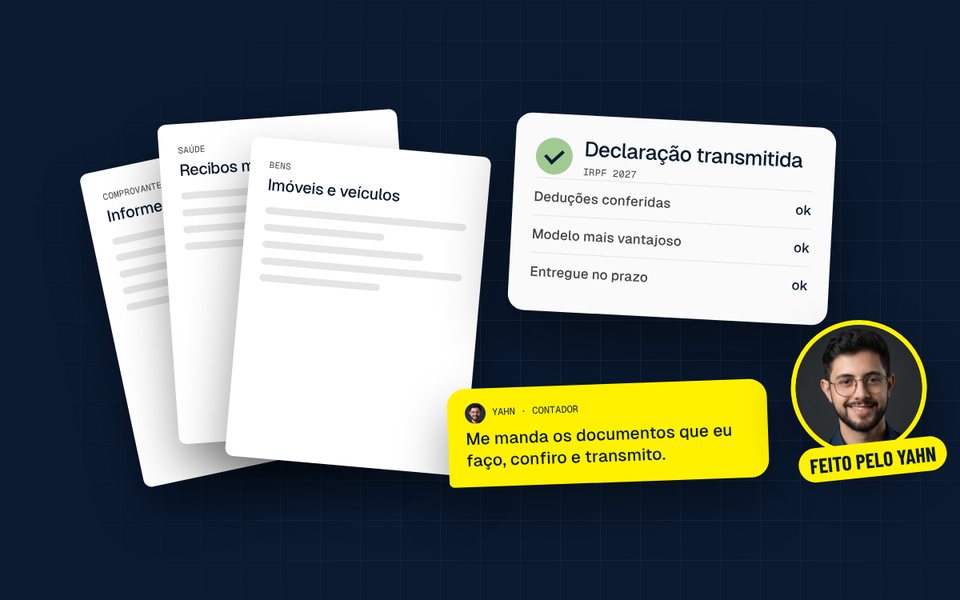 COMPROVANTE
Informe
SAÚDE
Recibos
BENS
Imóveis e veículos
Declaração transmitida
IRPF 2027
Deduções conferidas ok
Modelo mais vantajoso ok
Entregue no prazo ok
YAHN · CONTADOR
Me manda os documentos que eu
faço, confiro e transmito.
FEITO PELO YAHN